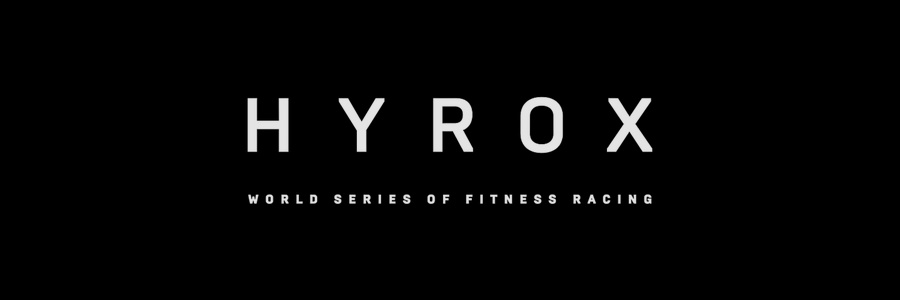 HYROX
WORLD SERIES OF FITNESS RACING